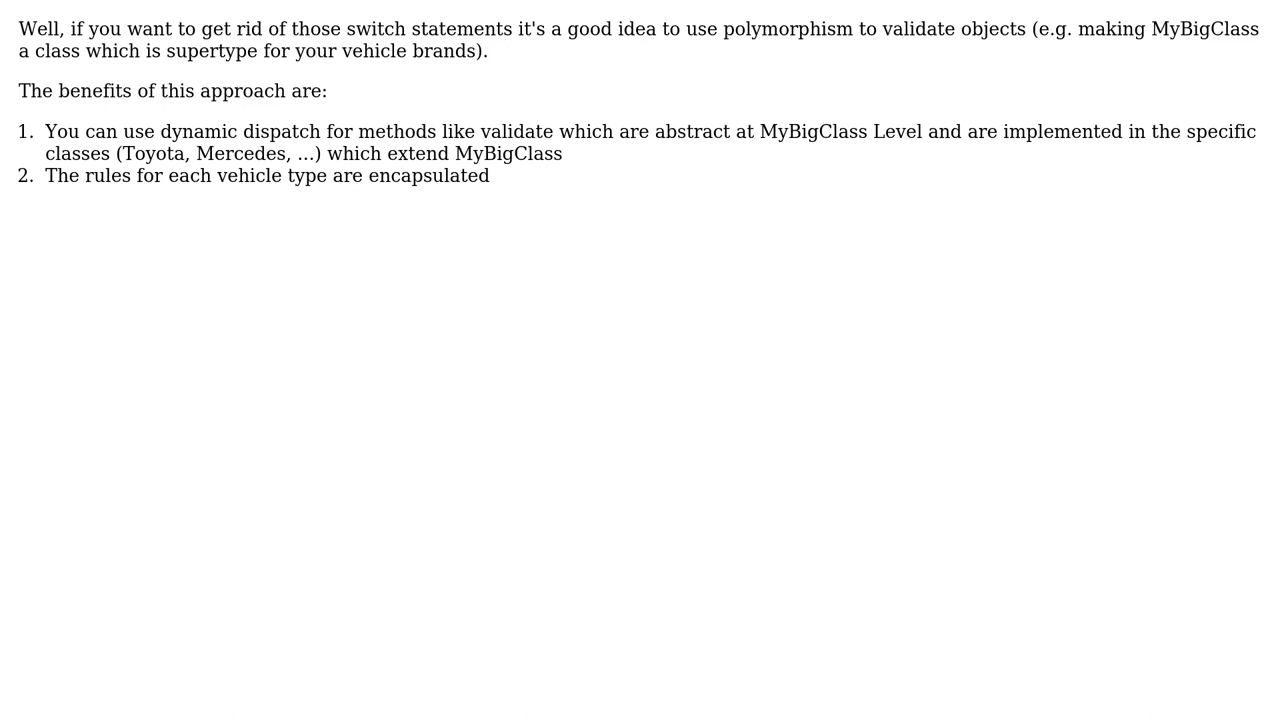 Well, if you want to get rid of those switch statements it's a good idea to use polymorphism to validate objects (e.g. making MyBigClass
a class which is supertype for your vehicle brands).
The benefits of this approach are:
1. You can use dynamic dispatch for methods like validate which are abstract at MyBigClass Level and are implemented in the specific
classes (Toyota, Mercedes, ...) which extend MyBigClass
2. The rules for each vehicle type are encapsulated